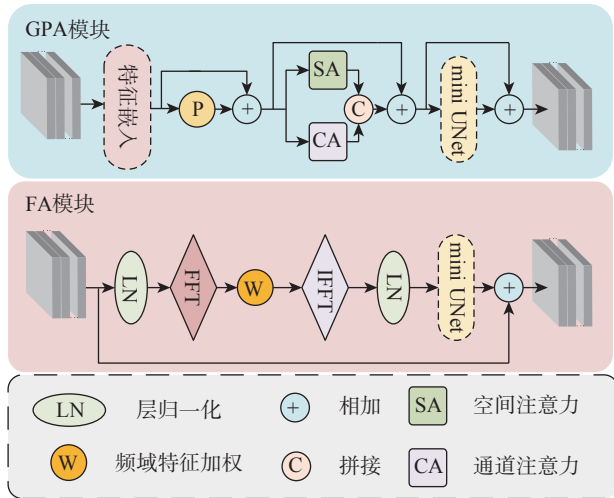 GPA模块
特征嵌入
P
+
SA
CA
C
+
mini UNet
+
FA模块
LN
FFT
W
IFFT
LN
mini UNet
+
LN 层归一化 + 相加 SA 空间注意力
W 频域特征加权 C 拼接 CA 通道注意力